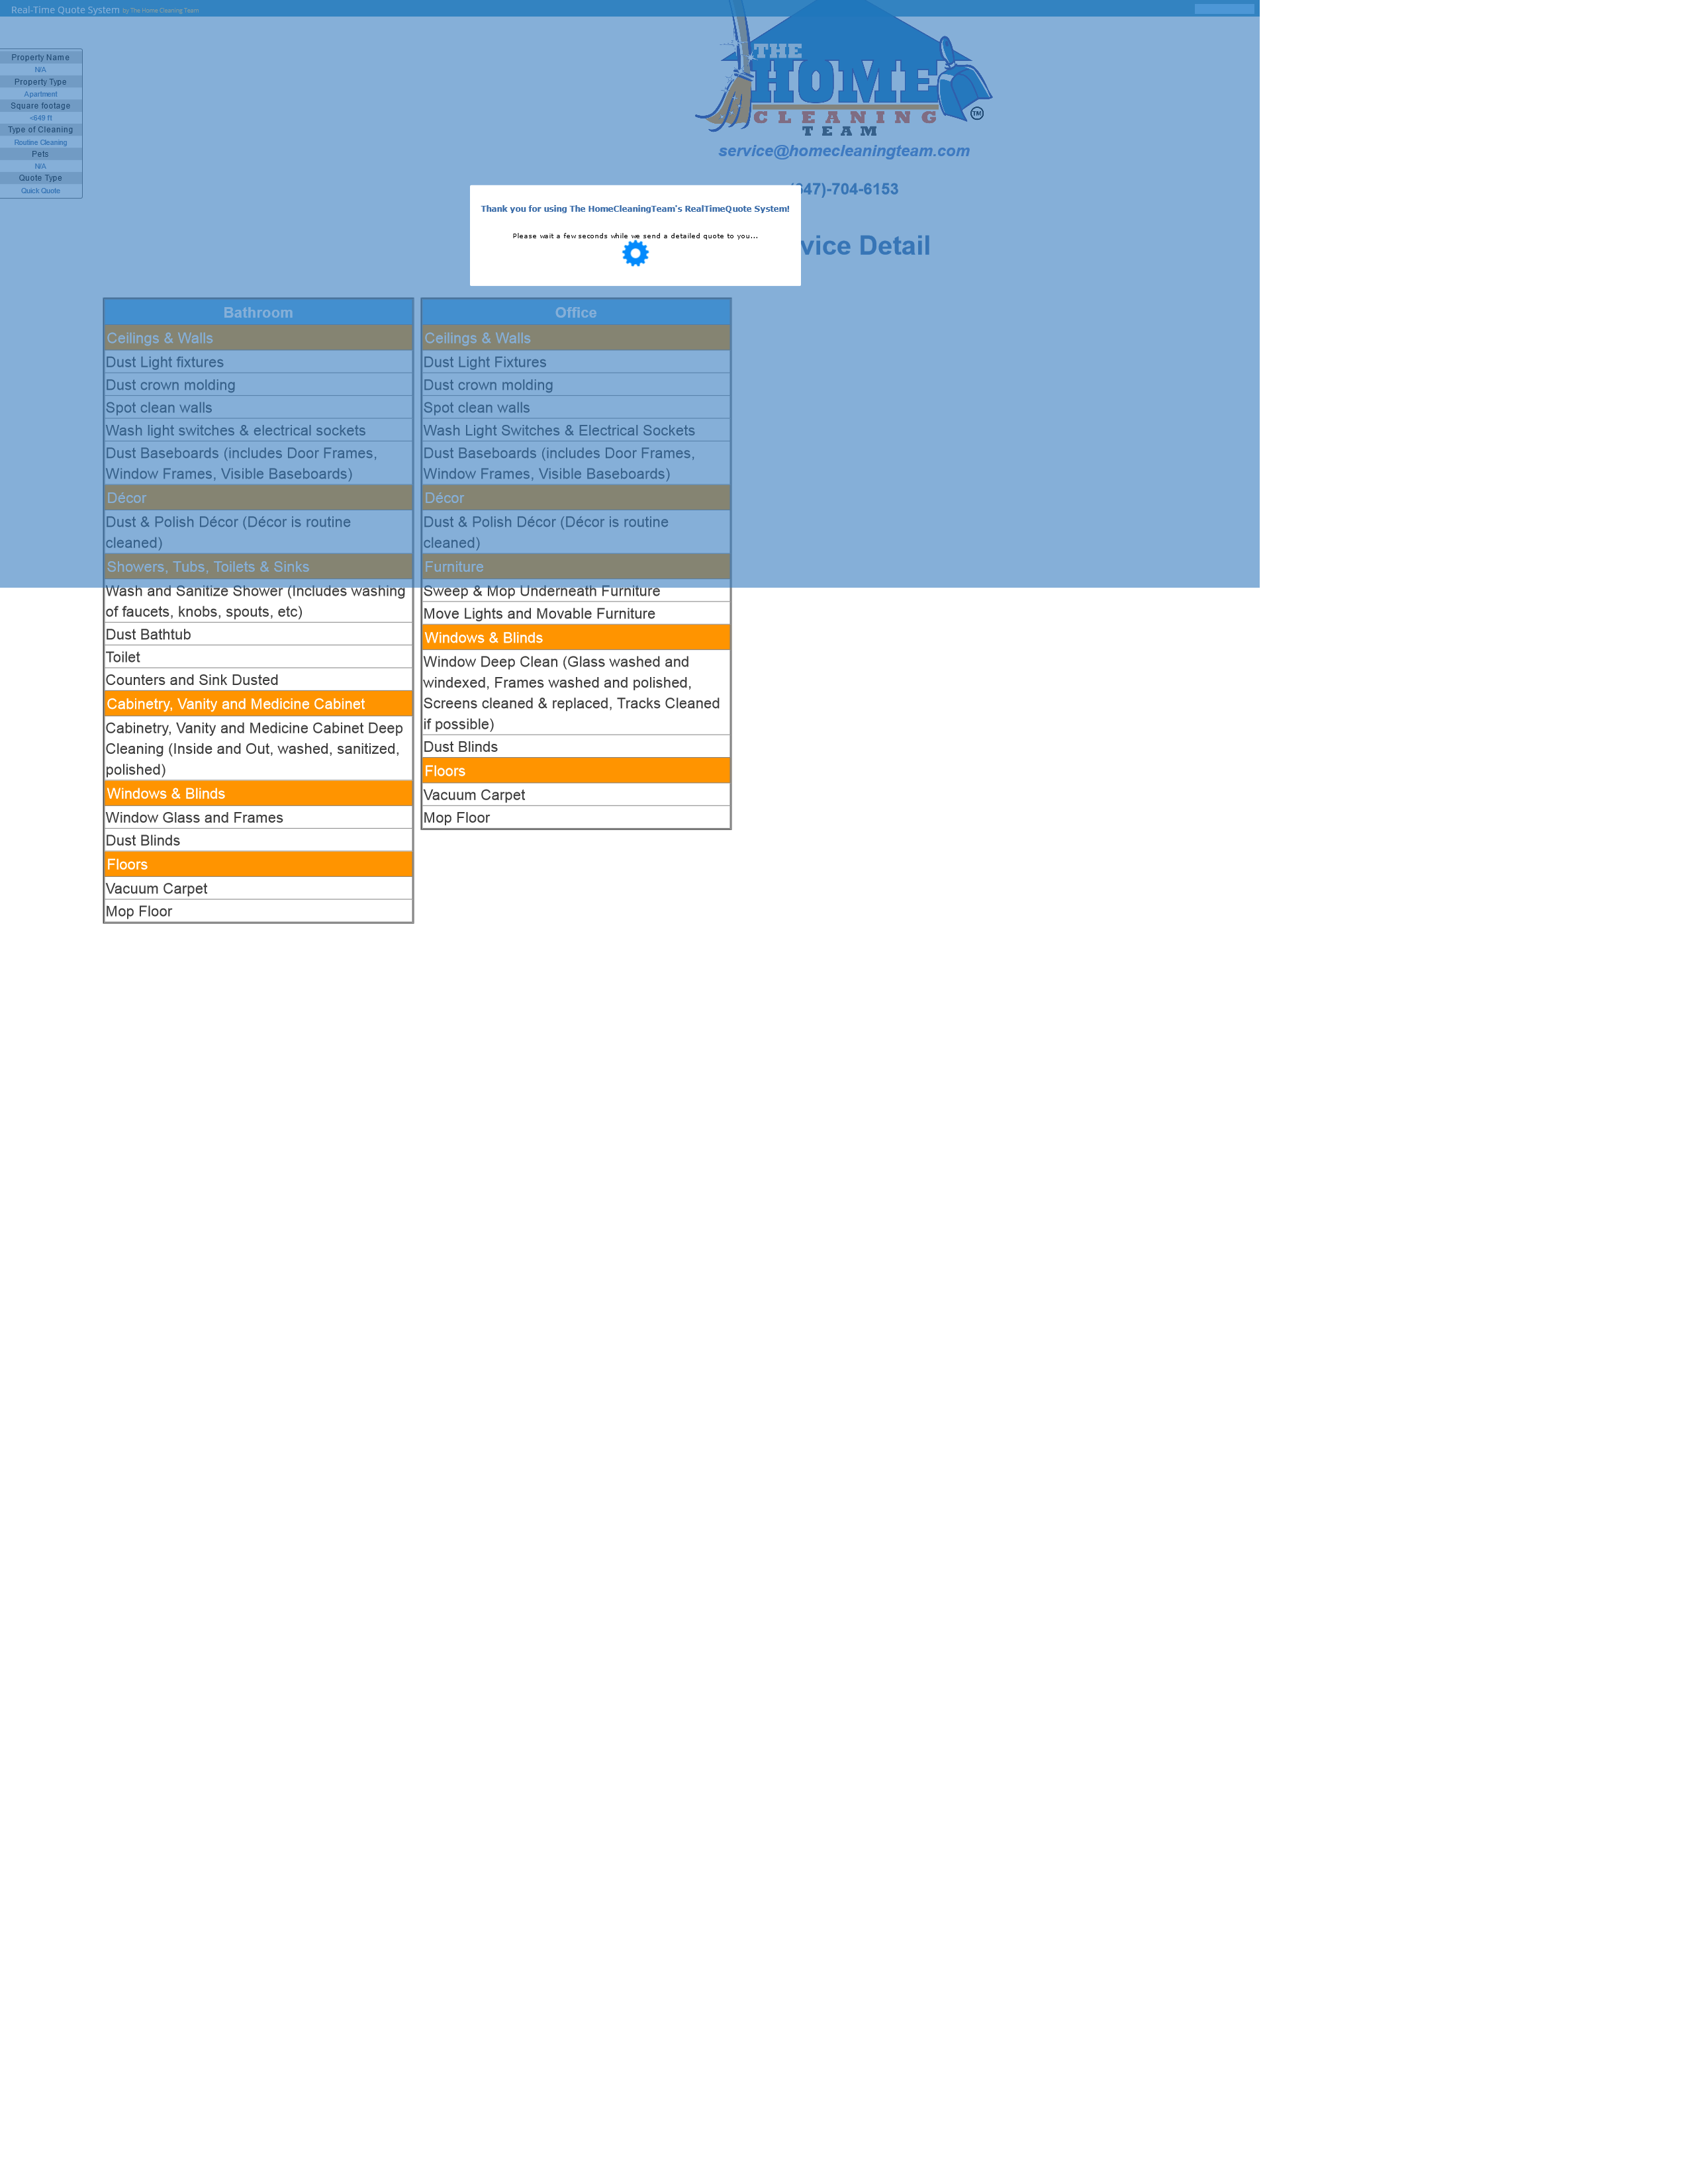 Real-Time Quote System by The Home Cleaning Team
Property Name
N/A
Property Type
Apartment
Square footage
<649 ft
Type of Cleaning
Routine Cleaning
Pets
N/A
Quote Type
Quick Quote
THE
HOME
CLEANING
TEAM
TM
service@homecleaningteam.com
47)-704-6153
vice Detail
Thank you for using The HomeCleaningTeam's RealTimeQuote System!
Please wait a few seconds while we send a detailed quote to you...
Bathroom
Ceilings & Walls
Dust Light fixtures
Dust crown molding
Spot clean walls
Wash light switches & electrical sockets
Dust Baseboards (includes Door Frames,
Window Frames, Visible Baseboards)
Décor
Dust & Polish Décor (Décor is routine
cleaned)
Showers, Tubs, Toilets & Sinks
Wash and Sanitize Shower (Includes washing
of faucets, knobs, spouts, etc)
Dust Bathtub
Toilet
Counters and Sink Dusted
Cabinetry, Vanity and Medicine Cabinet
Cabinetry, Vanity and Medicine Cabinet Deep
Cleaning (Inside and Out, washed, sanitized,
polished)
Windows & Blinds
Window Glass and Frames
Dust Blinds
Floors
Vacuum Carpet
Mop Floor
Office
Ceilings & Walls
Dust Light Fixtures
Dust crown molding
Spot clean walls
Wash Light Switches & Electrical Sockets
Dust Baseboards (includes Door Frames,
Window Frames, Visible Baseboards)
Décor
Dust & Polish Décor (Décor is routine
cleaned)
Furniture
Sweep & Mop Underneath Furniture
Move Lights and Movable Furniture
Windows & Blinds
Window Deep Clean (Glass washed and
windexed, Frames washed and polished,
Screens cleaned & replaced, Tracks Cleaned
if possible)
Dust Blinds
Floors
Vacuum Carpet
Mop Floor